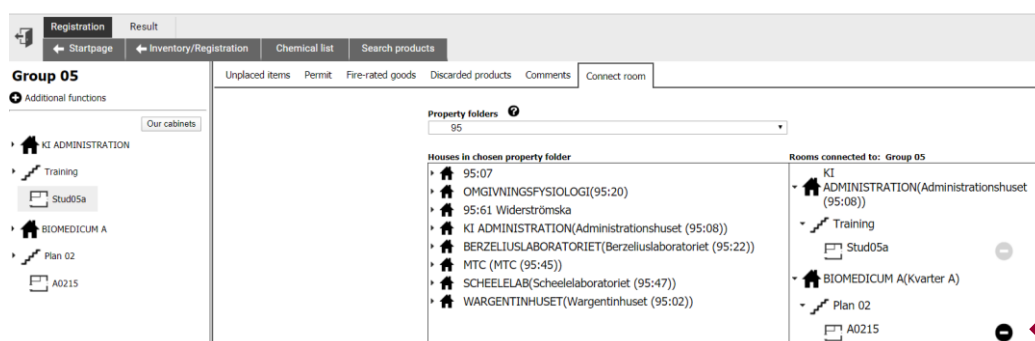 Registration Result
Startpage Inventory/Registration Chemical list Search products
Group 05
Additional functions
Our cabinets
KI ADMINISTRATION
Training
Stud05a
BIOMEDICUM A
Plan 02
A0215
Unplaced items Permit Fire-rated goods Discarded products Comments Connect room
Property folders ?
95
Houses in chosen property folder
95:07
OMGIVNINGSFYSIOLOGI(95:20)
95:61 Widerströmska
KI ADMINISTRATION(Administrationshuset (95:08))
BERZELIUSLABORATORIET(Berzeliuslaboratoriet (95:22))
MTC (MTC (95:45))
SCHEELELAB(Scheelelaboratoriet (95:47))
WARGENTINHUSET(Wargentinhuset (95:02))
Rooms connected to: Group 05
KI
ADMINISTRATION(Administrationshuset
(95:08))
Training
Stud05a
BIOMEDICUM A(Kvarter A)
Plan 02
A0215